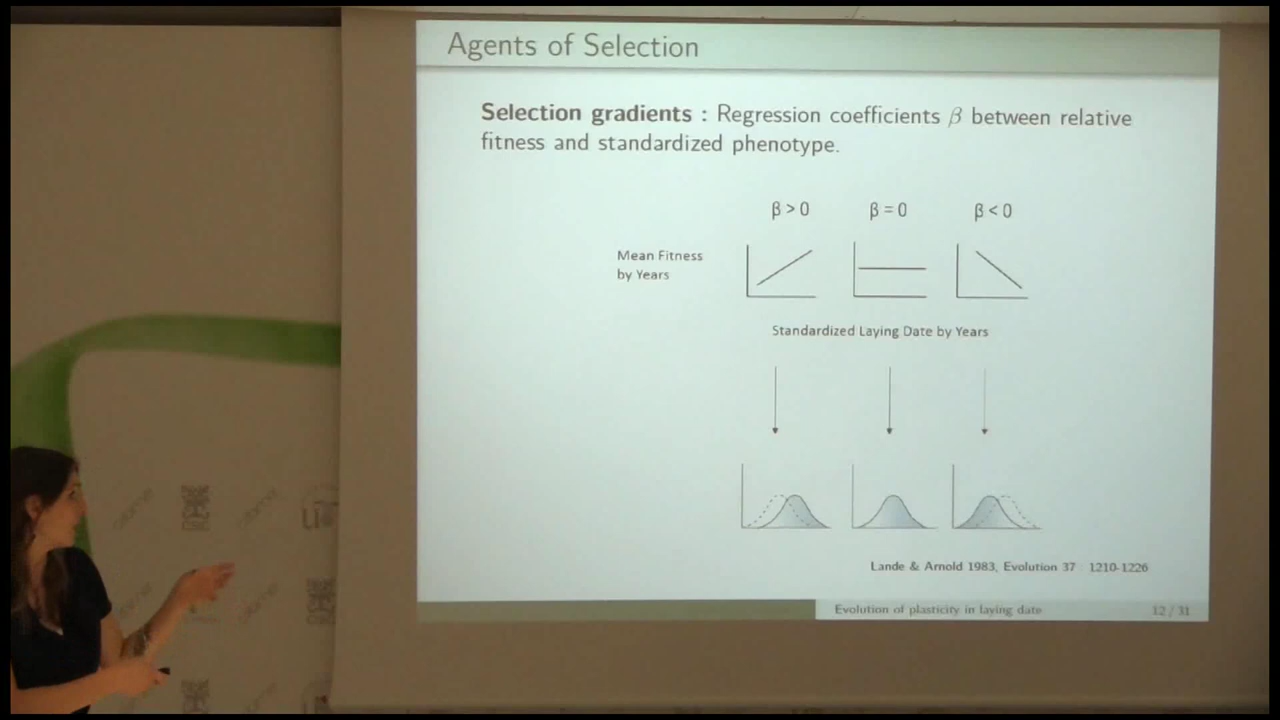 Agents of Selection
Selection gradients : Regression coefficients β between relative
fitness and standardized phenotype.
β > 0
β = 0
β < 0
Mean Fitness
by Years
Standardized Laying Date by Years
Lande & Arnold 1983, Evolution 37 1210-1226
Evolution of plasticity in laying date
12 / 31